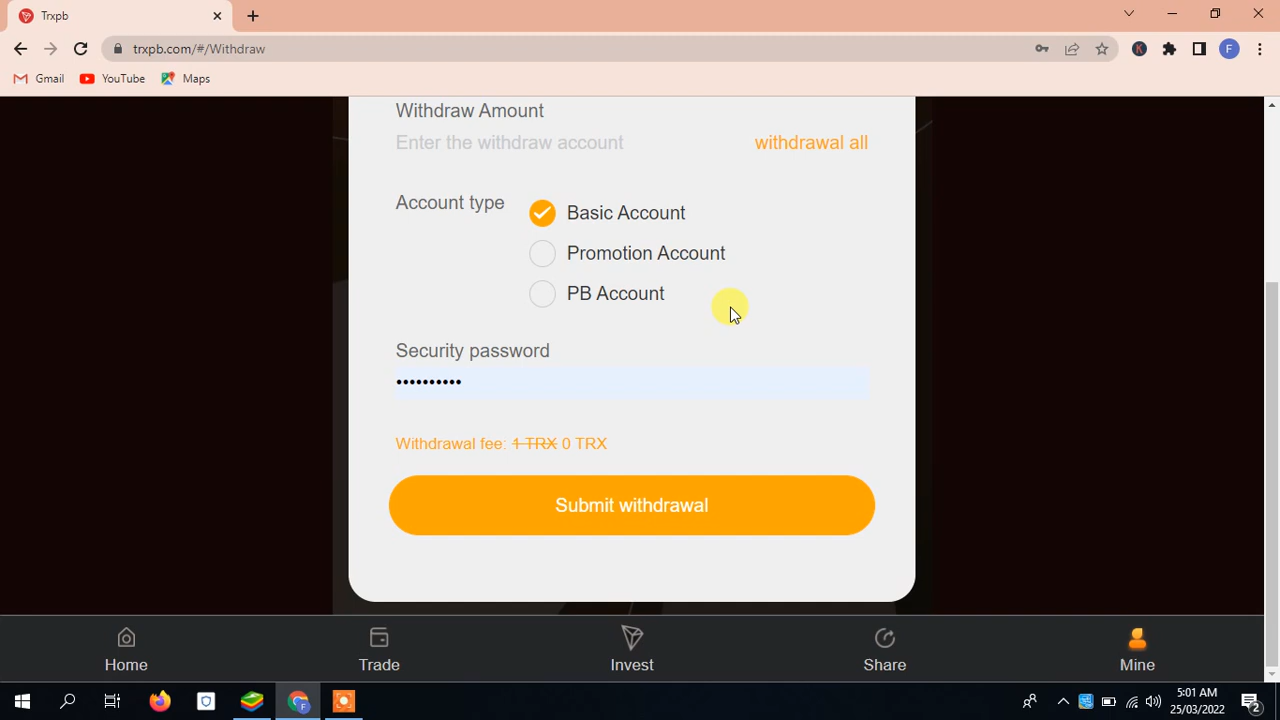 Trxpb
trxpb.com/#/Withdraw
F
Gmail
YouTube
Maps
Withdraw Amount
Enter the withdraw account
withdrawal all
Account type
Basic Account
Promotion Account
PB Account
Security password
••••••••••
Withdrawal fee: 1 TRX 0 TRX
Submit withdrawal
Home
Trade
Invest
Share
Mine
5:01 AM
25/03/2022
2